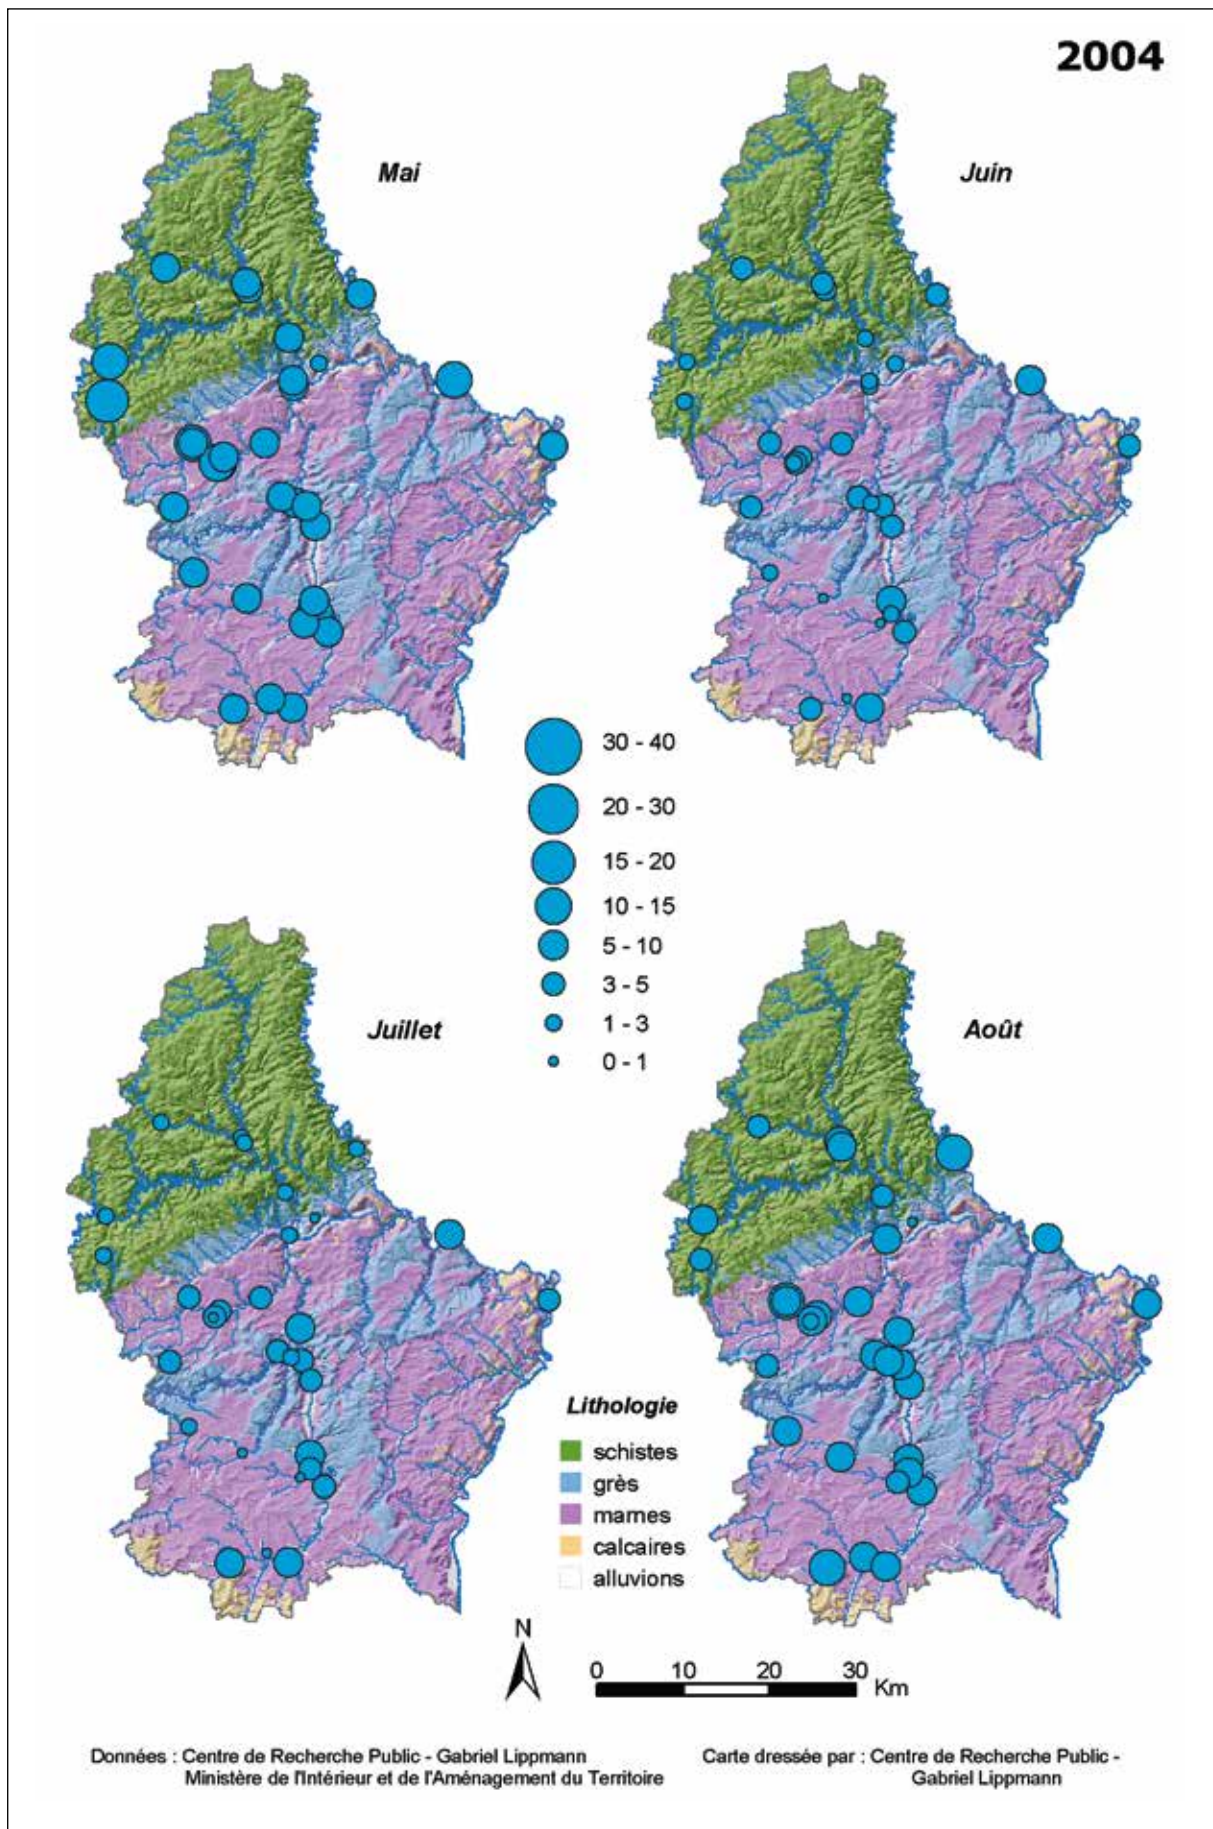 2004
Mai
Juin
30 - 40
20 - 30
15 - 20
10 - 15
5 - 10
3 - 5
1 - 3
0 - 1
Juillet
Août
Lithologie
schistes
grès
marnes
calcaires
alluvions
N
0 10 20 30
Km
Données : Centre de Recherche Public - Gabriel Lippmann
Ministère de l'Intérieur et de l'Aménagement du Territoire
Carte dressée par : Centre de Recherche Public -
Gabriel Lippmann